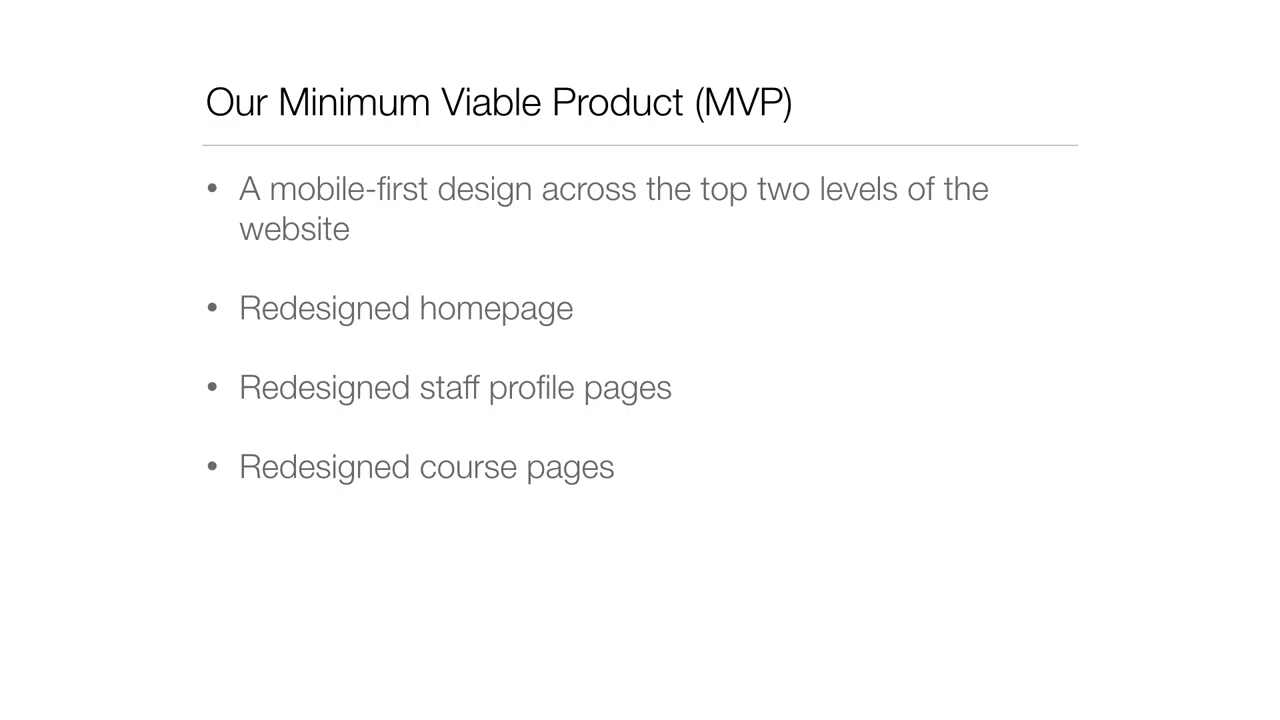 Our Minimum Viable Product (MVP)
• A mobile-first design across the top two levels of the
website
• Redesigned homepage
• Redesigned staff profile pages
• Redesigned course pages